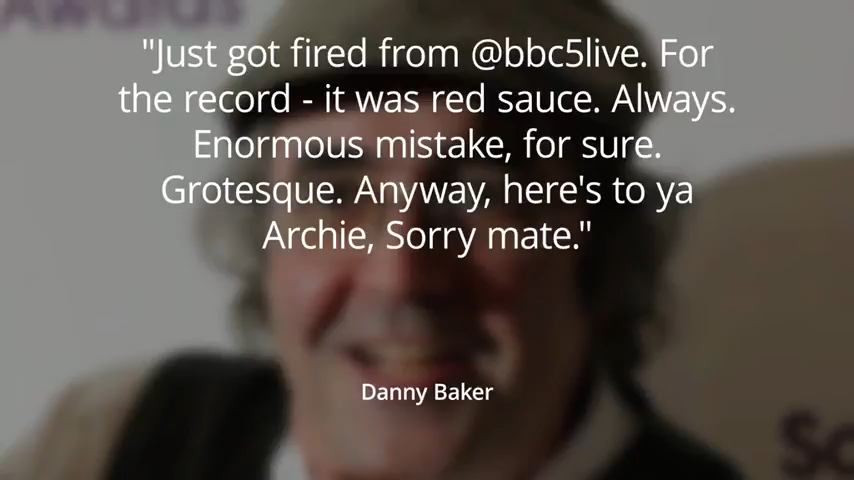 Awards
"Just got fired from @bbc5live. For
the record - it was red sauce. Always.
Enormous mistake, for sure.
Grotesque. Anyway, here's to ya
Archie, Sorry mate."
Danny Baker